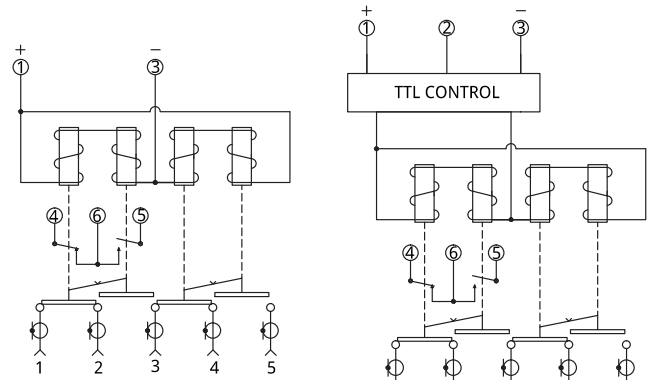 + −
① ③
④ ⑥ ⑤
1 2 3 4 5
+ −
① ② ③
TTL CONTROL
④ ⑥ ⑤